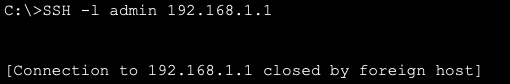 C:\>SSH -l admin 192.168.1.1
[Connection to 192.168.1.1 closed by foreign host]